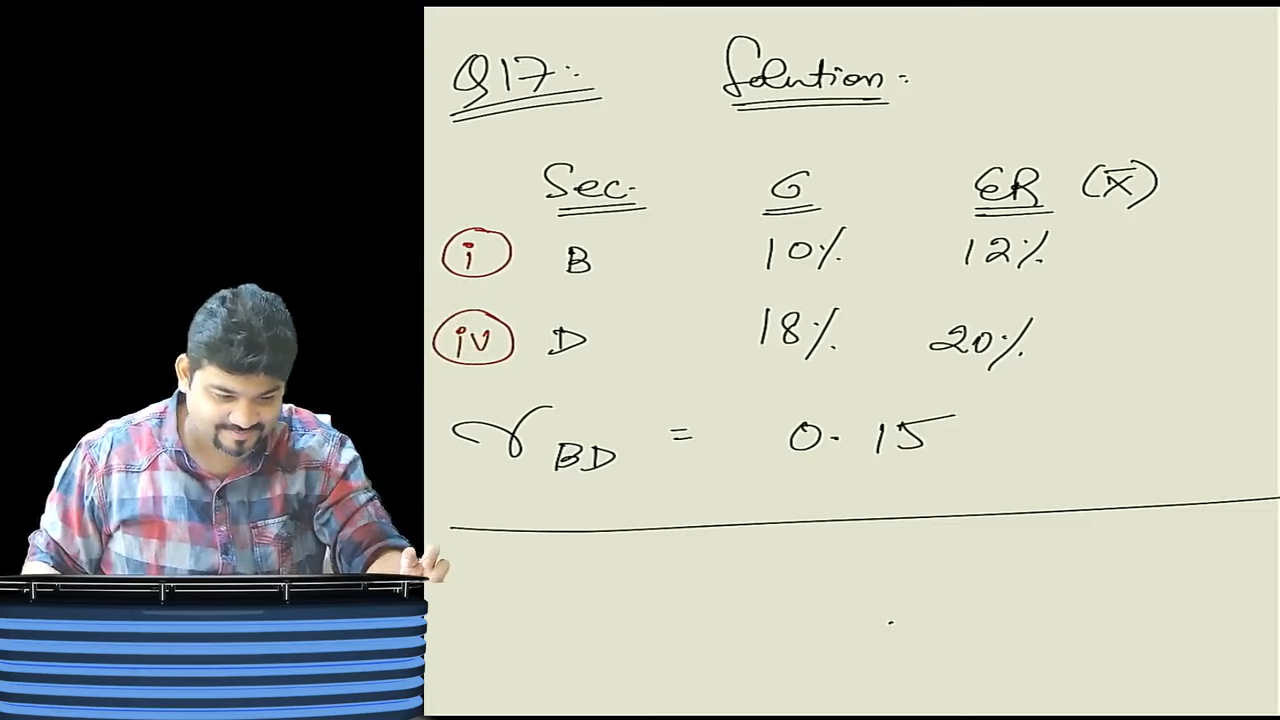 Q17:- Solution:-
Sec. σ ER (x̄)
i B 10% 12%
iv D 18% 20%
r BD = 0.15